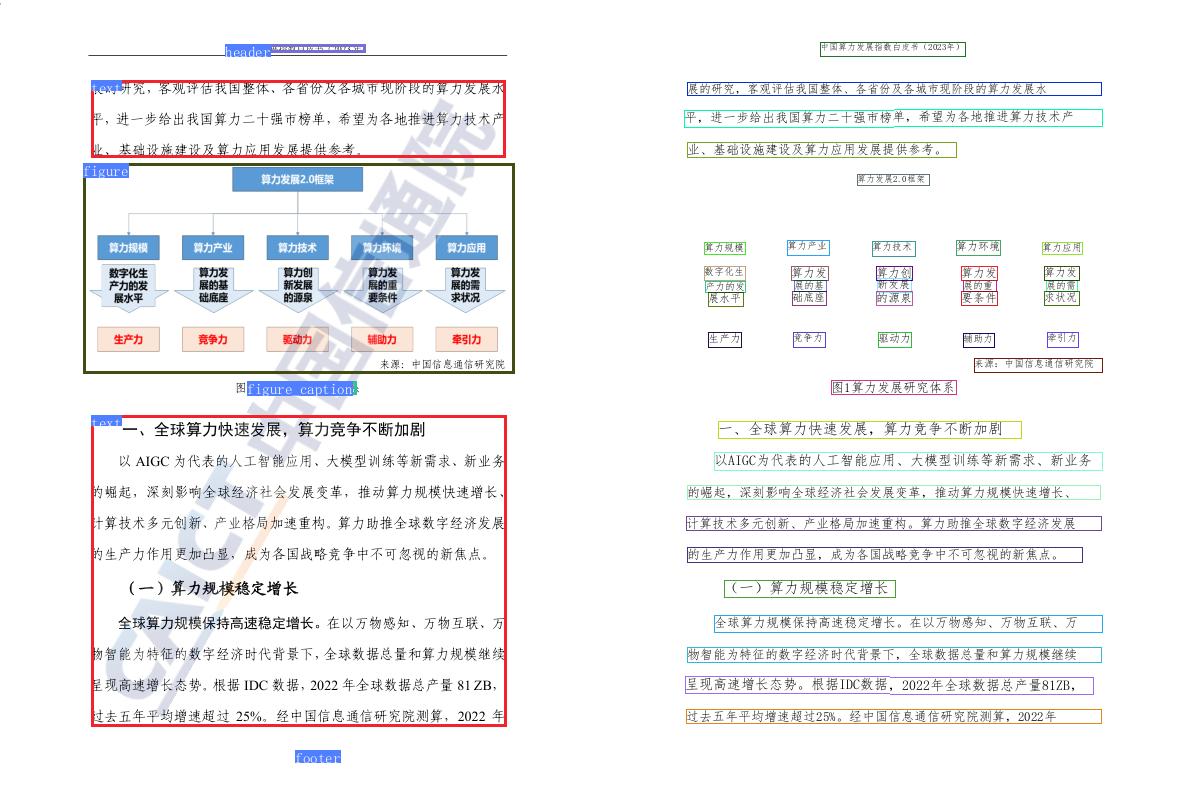 header
text
展的研究，客观评估我国整体、各省份及各城市现阶段的算力发展水
平，进一步给出我国算力二十强市榜单，希望为各地推进算力技术产
业、基础设施建设及算力应用发展提供参考。
figure
算力发展2.0框架
算力规模 算力产业 算力技术 算力环境 算力应用
数字化生 算力发 算力创 算力发 算力发
产力的发 展的基 新发展 展的重 展的需
展水平 础底座 的源泉 要条件 求状况
生产力 竞争力 驱动力 辅助力 牵引力
来源：中国信息通信研究院
图
figure caption
text
一、全球算力快速发展，算力竞争不断加剧
以 AIGC 为代表的人工智能应用、大模型训练等新需求、新业务
的崛起，深刻影响全球经济社会发展变革，推动算力规模快速增长、
计算技术多元创新、产业格局加速重构。算力助推全球数字经济发展
的生产力作用更加凸显，成为各国战略竞争中不可忽视的新焦点。
（一）算力规模稳定增长
全球算力规模保持高速稳定增长。在以万物感知、万物互联、万
物智能为特征的数字经济时代背景下，全球数据总量和算力规模继续
呈现高速增长态势。根据 IDC 数据，2022 年全球数据总产量 81 ZB，
过去五年平均增速超过 25%。经中国信息通信研究院测算，2022 年
footer
CAICT 中国信通院
中国算力发展指数白皮书（2023年）
展的研究，客观评估我国整体、各省份及各城市现阶段的算力发展水
平，进一步给出我国算力二十强市榜单，希望为各地推进算力技术产
业、基础设施建设及算力应用发展提供参考。
算力发展2.0框架
算力规模 算力产业 算力技术 算力环境 算力应用
数字化生 算力发 算力创 算力发 算力发
产力的发 展的基 新发展 展的重 展的需
展水平 础底座 的源泉 要条件 求状况
生产力 竞争力 驱动力 辅助力 牵引力
来源：中国信息通信研究院
图1算力发展研究体系
一、全球算力快速发展，算力竞争不断加剧
以AIGC为代表的人工智能应用、大模型训练等新需求、新业务
的崛起，深刻影响全球经济社会发展变革，推动算力规模快速增长、
计算技术多元创新、产业格局加速重构。算力助推全球数字经济发展
的生产力作用更加凸显，成为各国战略竞争中不可忽视的新焦点。
（一）算力规模稳定增长
全球算力规模保持高速稳定增长。在以万物感知、万物互联、万
物智能为特征的数字经济时代背景下，全球数据总量和算力规模继续
呈现高速增长态势。根据IDC数据，2022年全球数据总产量81ZB，
过去五年平均增速超过25%。经中国信息通信研究院测算，2022年